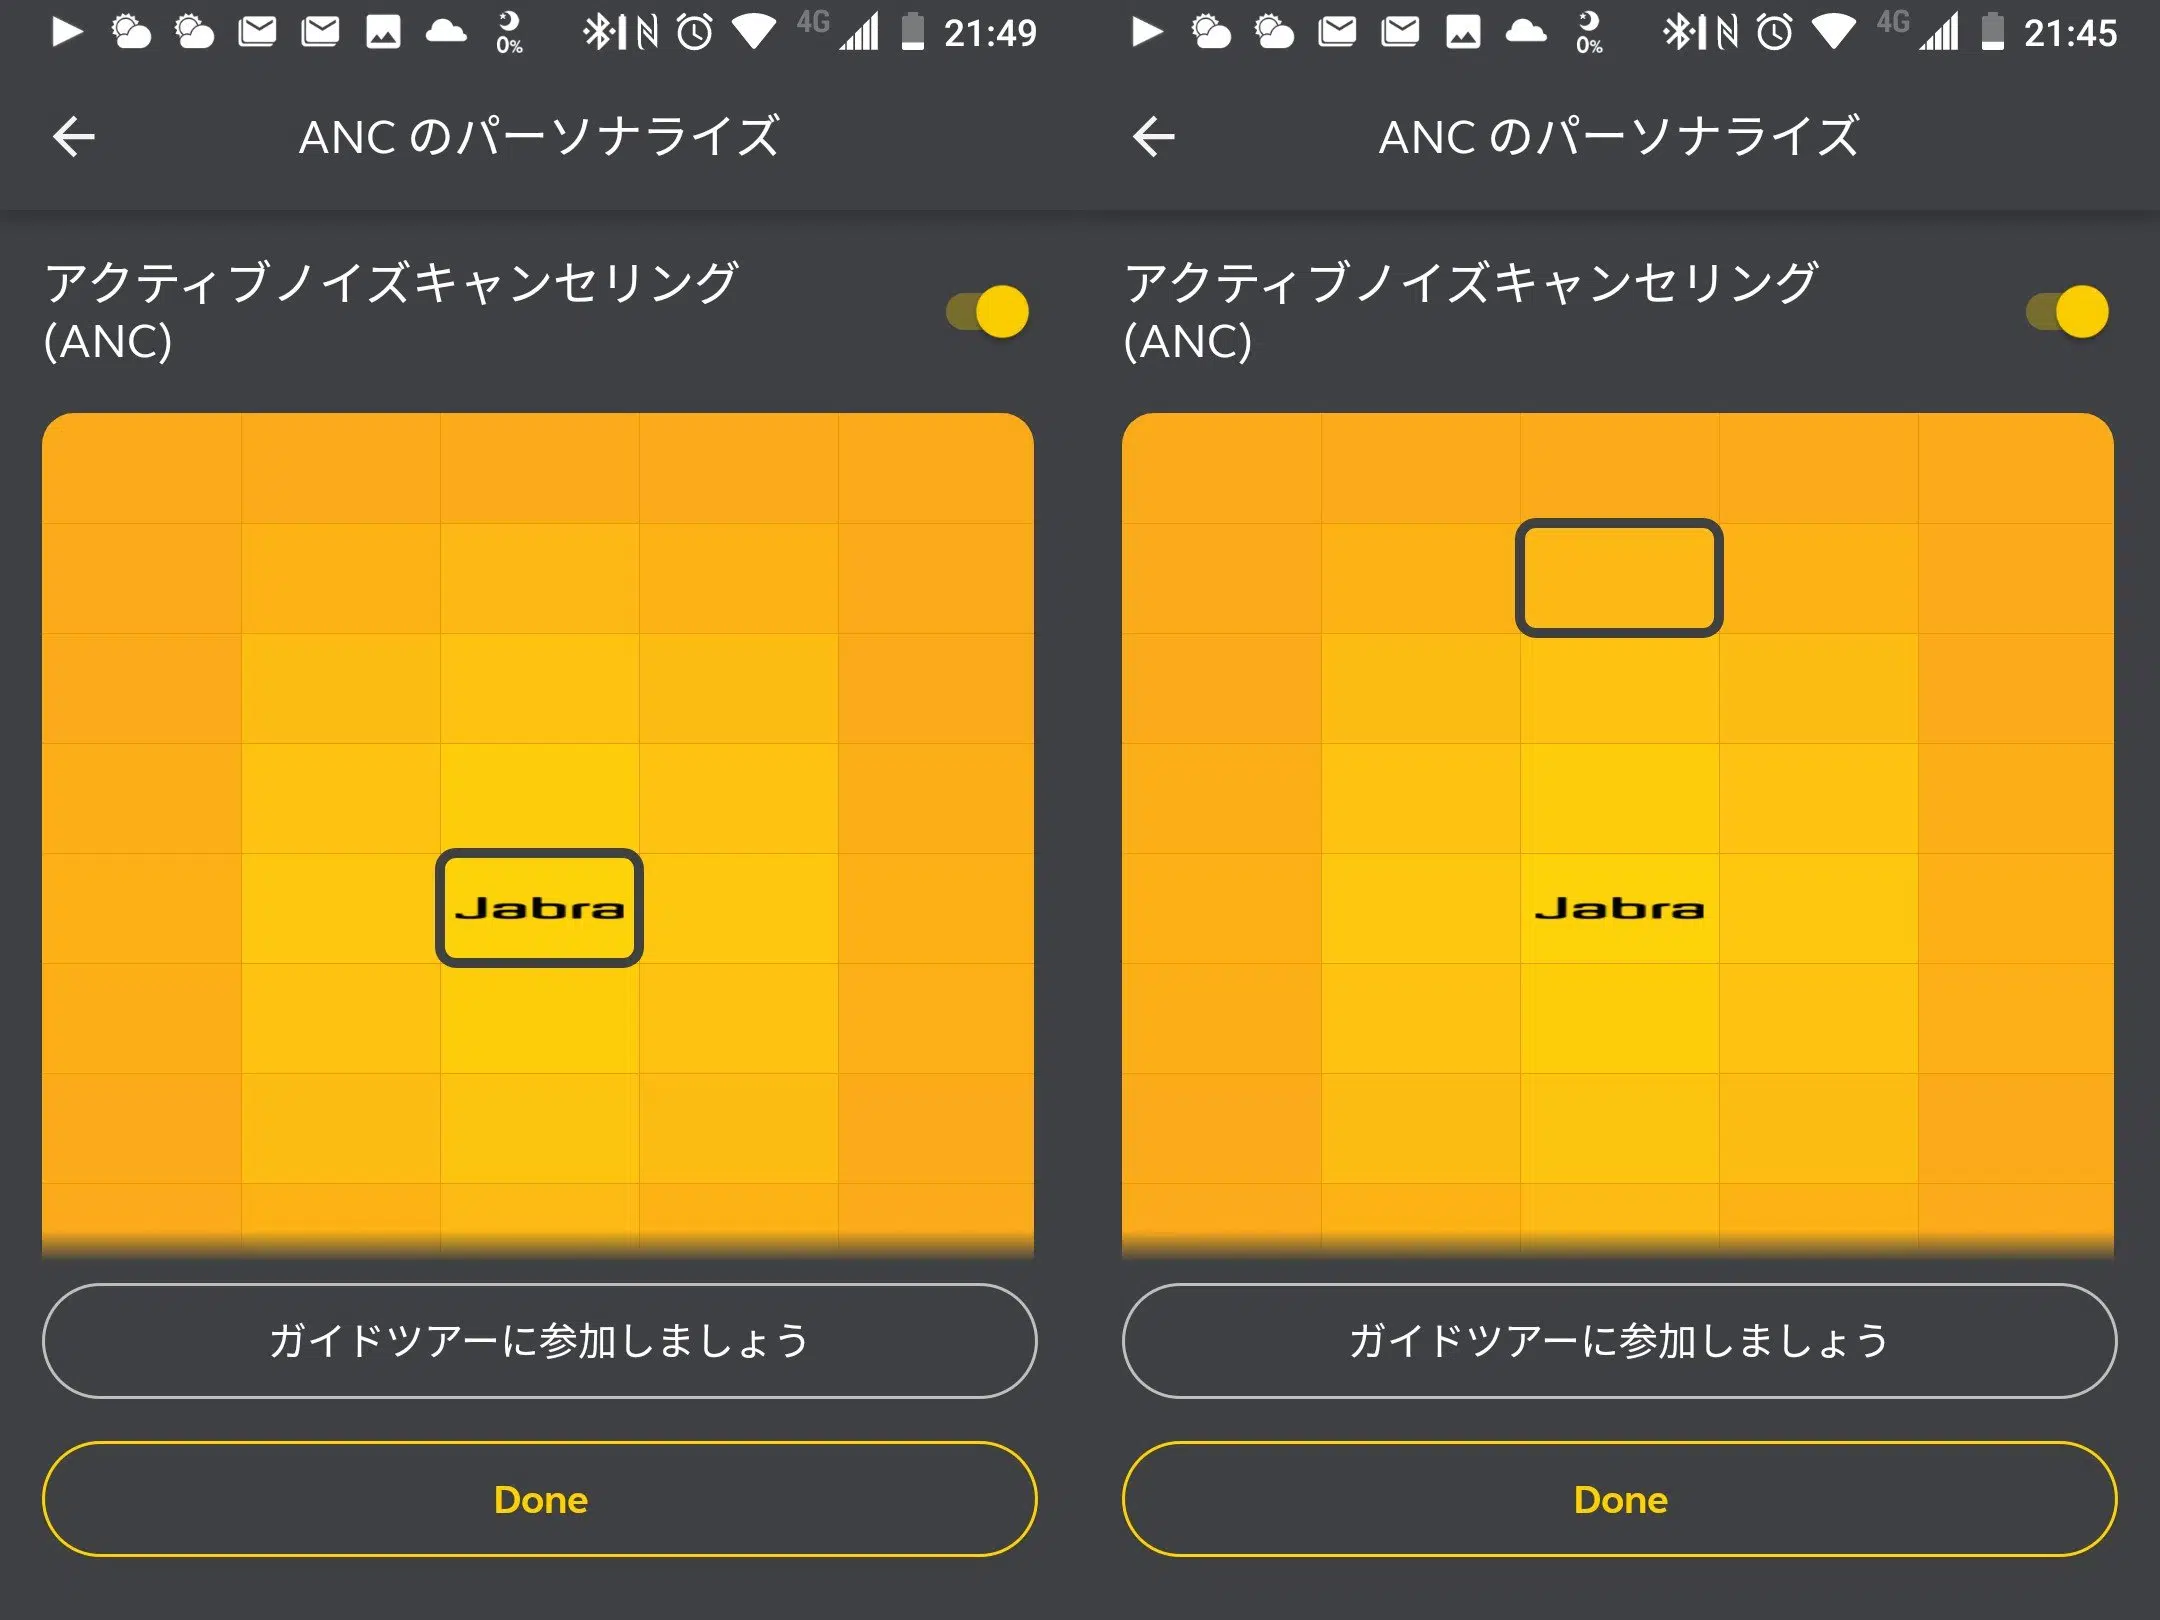 0% 4G 21:49
ANC のパーソナライズ
アクティブノイズキャンセリング
(ANC)
Jabra
ガイドツアーに参加しましょう
Done
0% 4G 21:45
ANC のパーソナライズ
アクティブノイズキャンセリング
(ANC)
Jabra
ガイドツアーに参加しましょう
Done